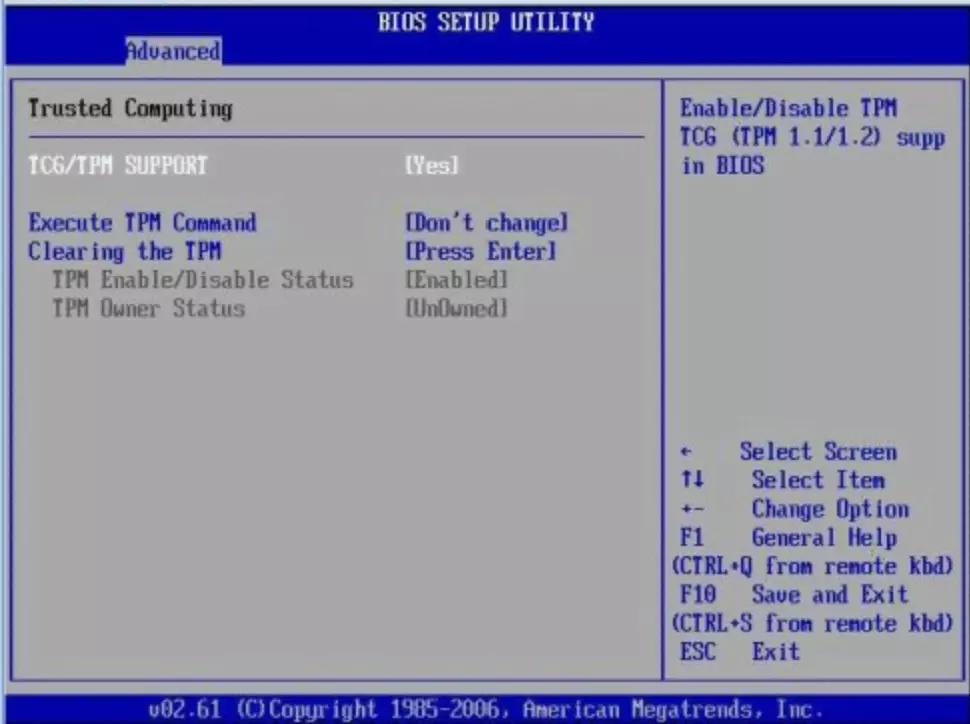 BIOS SETUP UTILITY
Advanced
Trusted Computing
TCG/TPM SUPPORT [Yes]
Execute TPM Command [Don't change]
Clearing the TPM [Press Enter]
TPM Enable/Disable Status [Enabled]
TPM Owner Status [UnOwned]
Enable/Disable TPM
TCG (TPM 1.1/1.2) supp
in BIOS
← Select Screen
↑↓ Select Item
+- Change Option
F1 General Help
(CTRL+Q from remote kbd)
F10 Save and Exit
(CTRL+S from remote kbd)
ESC Exit
v02.61 (C)Copyright 1985-2006, American Megatrends, Inc.